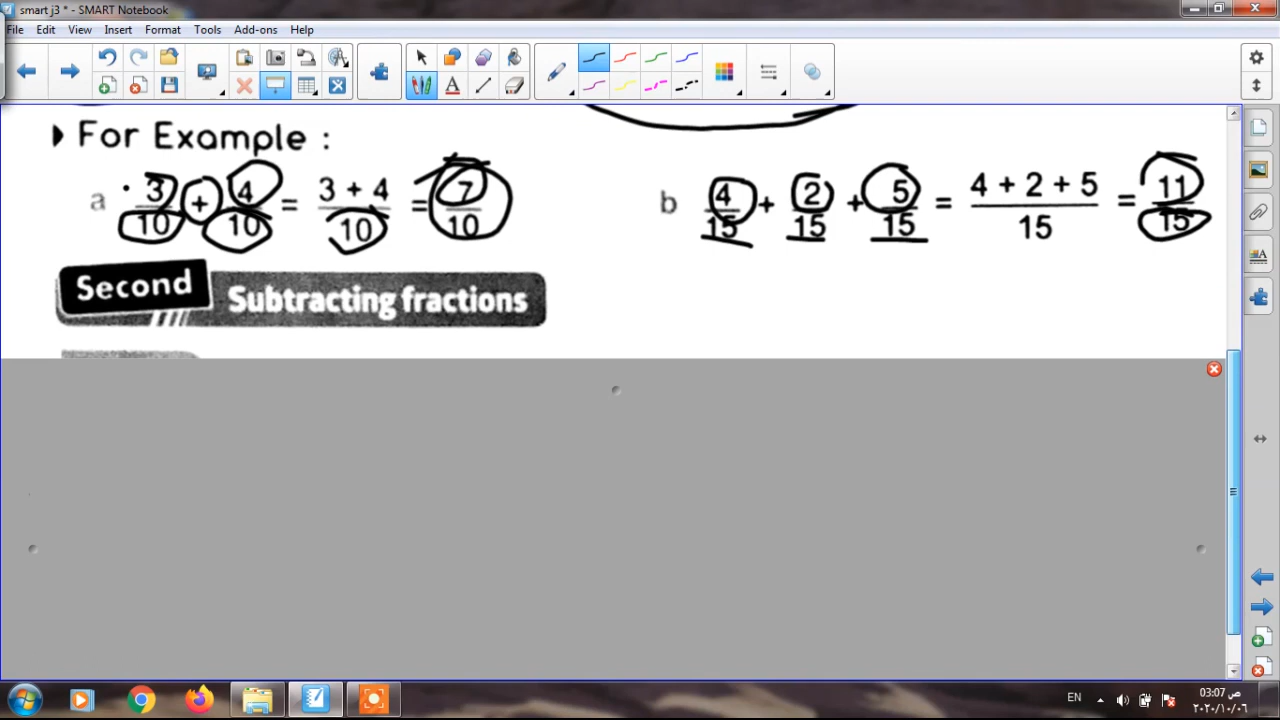 smart j3 * - SMART Notebook
File Edit View Insert Format Tools Add-ons Help
For Example :
a 3/10 + 4/10 = 3 + 4/10 = 7/10
b 4/15 + 2/15 + 5/15 = 4 + 2 + 5/15 = 11/15
Second Subtracting fractions
EN
03:07 ص
٢٠٢٠/١٠/٠٦